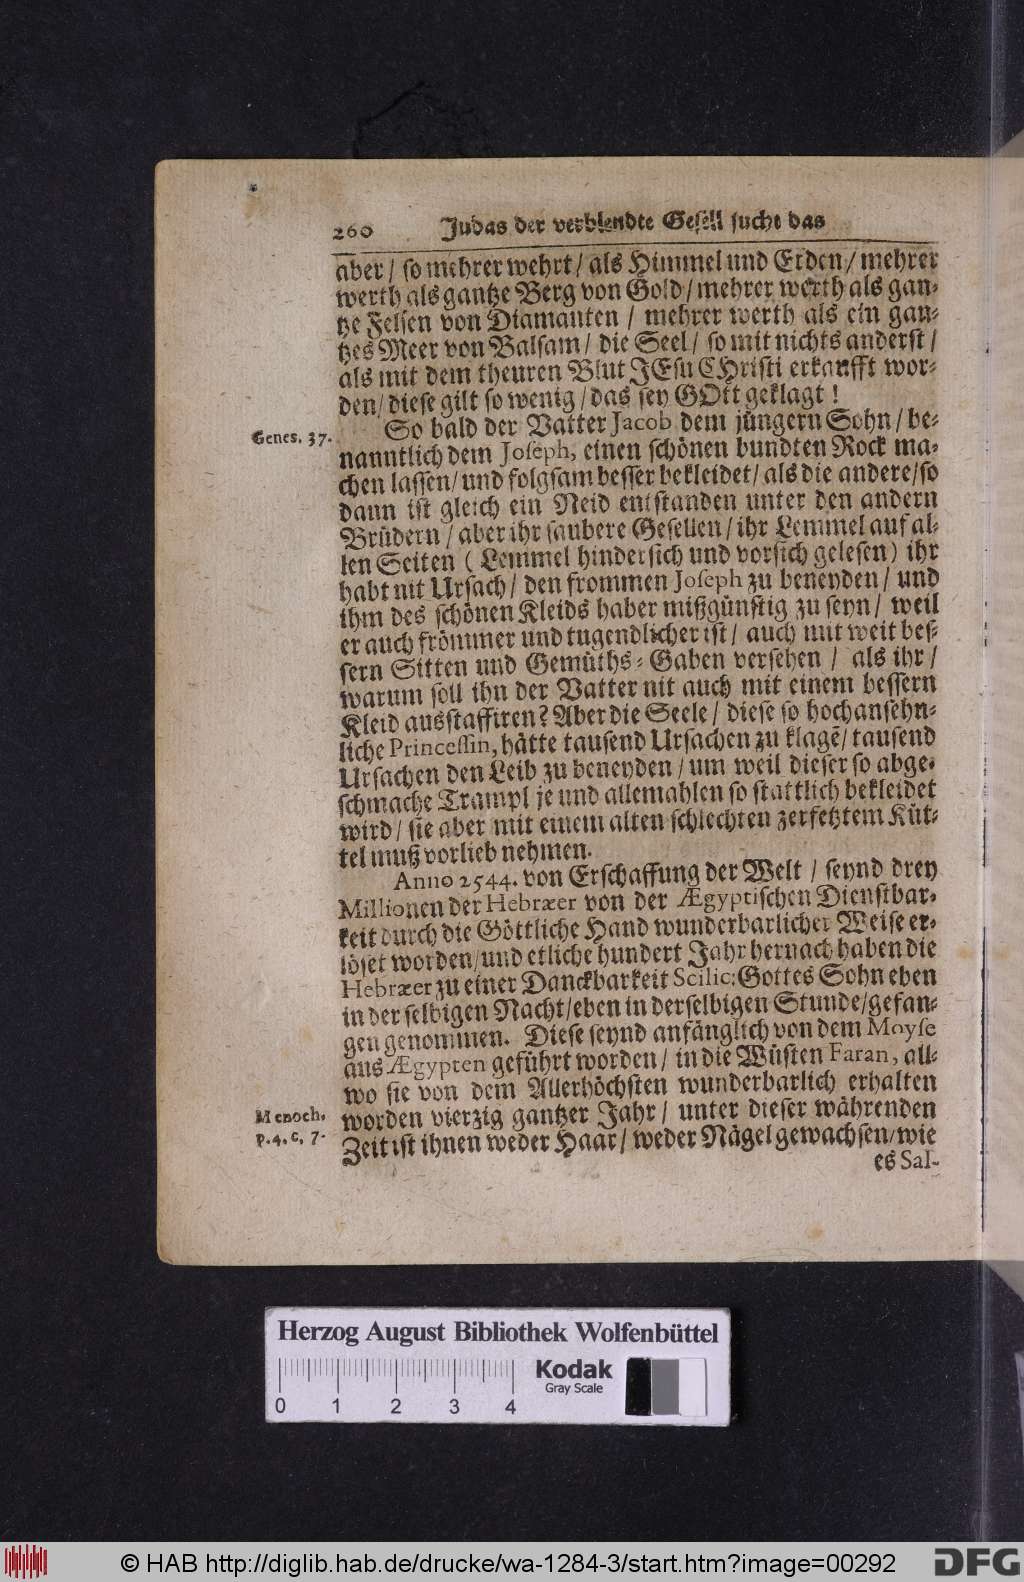 260 Judas der verblendte Gesell sucht das
aber / so mehrer wehrt / als Himmel und Erden / mehrer
werth als gantze Berg von Gold / mehrer werth als gan-
tze Felsen von Diamanten / mehrer werth als ein gan-
tzes Meer von Balsam / die Seel / so mit nichts anderst /
als mit dem theuren Blut JEsu CHristi erkaufft wor-
den / diese gilt so wenig / das sey GOtt geklagt !
Genes. 37.
So bald der Vatter Jacob dem jüngern Sohn / be-
nanntlich dem Joseph, einen schönen bundten Rock ma-
chen lassen / und folgsam besser bekleidet / als die andere / so
dann ist gleich ein Neid entstanden unter den andern
Brüdern / aber ihr saubere Gesellen / ihr Lemmel auf al-
len Seiten ( Lemmel hindersich und vorsich gelesen ) ihr
habt nit Ursach / den frommen Joseph zu beneyden / und
ihm des schönen Kleids haber mißgünstig zu seyn / weil
er auch frömmer und tugendlicher ist / auch mit weit bes-
sern Sitten und Gemüths-Gaben versehen / als ihr /
warum soll ihn der Vatter nit auch mit einem bessern
Kleid ausstaffiren? Aber die Seele / diese so hochansehn-
liche Princessin, hätte tausend Ursachen zu klagẽ / tausend
Ursachen den Leib zu beneyden / um weil dieser so abge-
schmache Trampl je und allemahlen so stattlich bekleidet
wird / sie aber mit einem alten schlechten zerfetztem Küt-
tel muß vorlieb nehmen.
Anno 2544. von Erschaffung der Welt / seynd drey
Millionen der Hebræer von der Ægyptischen Dienstbar-
keit durch die Göttliche Hand wunderbarlicher Weise er-
löset worden / und etliche hundert Jahr hernach haben die
Hebræer zu einer Danckbarkeit Scilic: Gottes Sohn eben
in der selbigen Nacht / eben in derselbigen Stunde / gefan-
gen genommen. Diese seynd anfänglich von dem Moyse
aus Ægypten geführt worden / in die Wüsten Faran, all-
wo sie von dem Allerhöchsten wunderbarlich erhalten
worden vierzig gantzer Jahr / unter dieser währenden
Menoch.
p. 4. c. 7.
Zeit ist ihnen weder Haar / weder Nägel gewachsen / wie
es Sal-
Herzog August Bibliothek Wolfenbüttel
0 1 2 3 4
Kodak
Gray Scale
© HAB http://diglib.hab.de/drucke/wa-1284-3/start.htm?image=00292
DFG